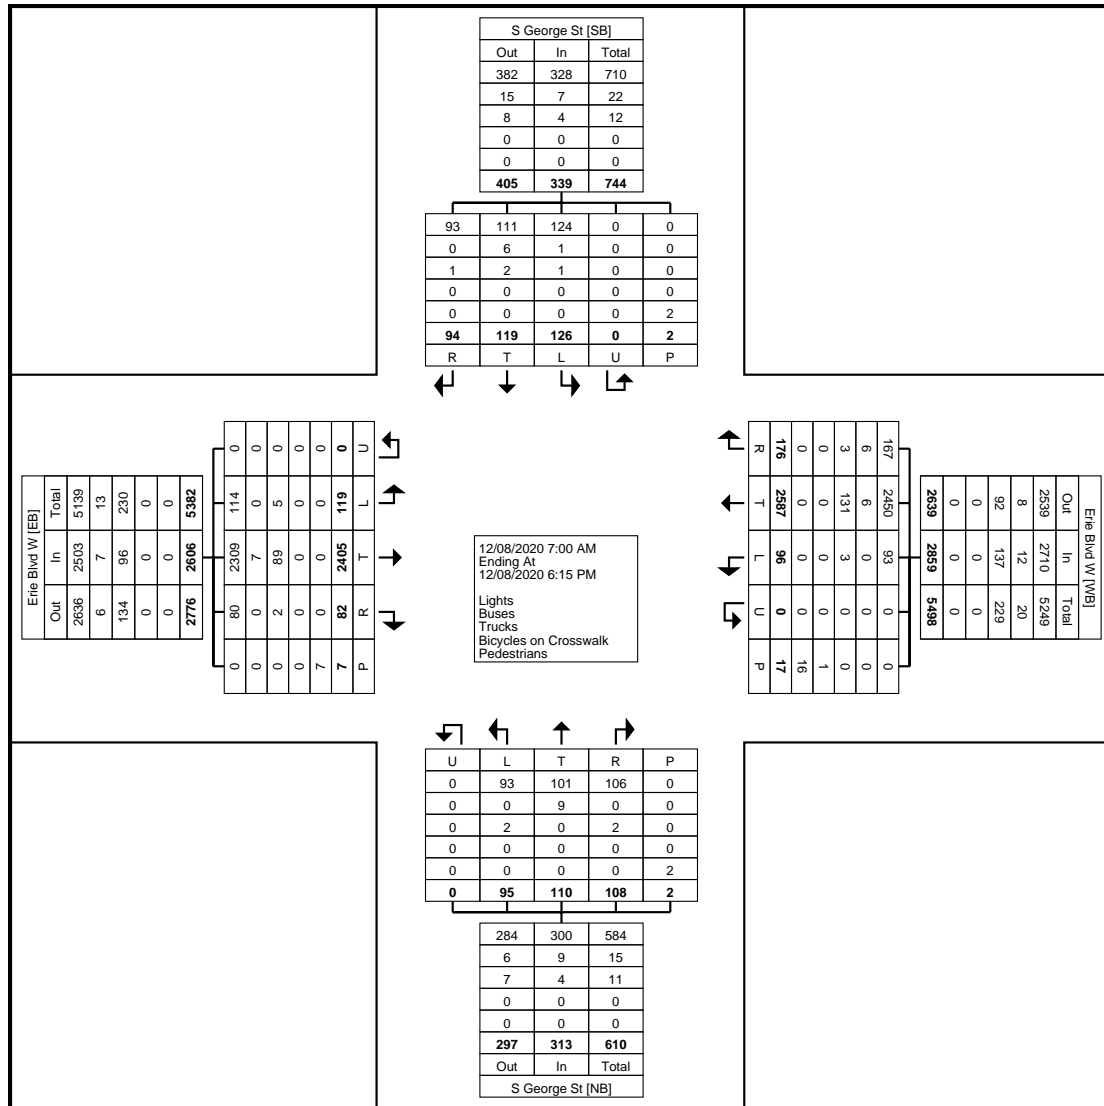 S George St [SB]
Out In Total
382 328 710
15 7 22
8 4 12
0 0 0
0 0 0
405 339 744
93 111 124 0 0
0 6 1 0 0
1 2 1 0 0
0 0 0 0 0
0 0 0 0 2
94 119 126 0 2
R T L U P
Erie Blvd W [EB]
Total In Out
5139 2503 2636
13 7 6
230 96 134
0 0 0
0 0 0
5382 2606 2776
0 114 2309 80 0
0 0 7 0 0
0 5 89 2 0
0 0 0 0 0
0 0 0 0 7
0 119 2405 82 7
U L T R P
12/08/2020 7:00 AM
Ending At
12/08/2020 6:15 PM
Lights
Buses
Trucks
Bicycles on Crosswalk
Pedestrians
Erie Blvd W [WB]
Out In Total
2539 2710 5249
8 12 20
92 137 229
0 0 0
0 0 0
2639 2859 5498
167 2450 93 0 0
6 6 0 0 0
3 131 3 0 0
0 0 0 0 1
0 0 0 0 16
176 2587 96 0 17
R T L U P
U L T R P
0 93 101 106 0
0 0 9 0 0
0 2 0 2 0
0 0 0 0 0
0 0 0 0 2
0 95 110 108 2
284 300 584
6 9 15
7 4 11
0 0 0
0 0 0
297 313 610
Out In Total
S George St [NB]